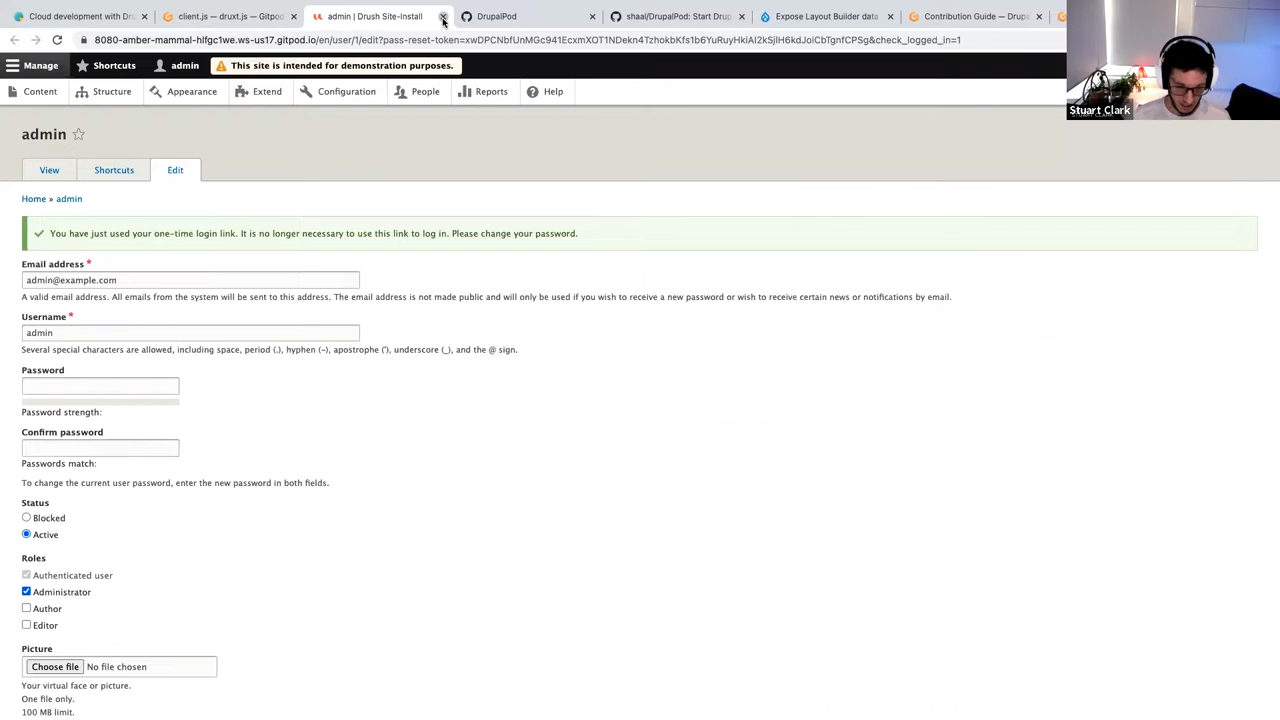 Cloud development with Dru
client.js — druxt.js — Gitpod
admin | Drush Site-Install
DrupalPod
shaal/DrupalPod: Start Drup
Expose Layout Builder data
Contribution Guide — Drupa
8080-amber-mammal-hlfgc1we.ws-us17.gitpod.io/en/user/1/edit?pass-reset-token=xwDPCNbfUnMGc941EcxmXOT1NDekn4TzhokbKfs1b6YuRuyHkiAI2kSjIH6kdJoiCbTgnfCPSg&check_logged_in=1
Manage
Shortcuts
admin
This site is intended for demonstration purposes.
Content
Structure
Appearance
Extend
Configuration
People
Reports
Help
Stuart Clark
admin
View
Shortcuts
Edit
Home » admin
You have just used your one-time login link. It is no longer necessary to use this link to log in. Please change your password.
Email address *
admin@example.com
A valid email address. All emails from the system will be sent to this address. The email address is not made public and will only be used if you wish to receive a new password or wish to receive certain news or notifications by email.
Username *
admin
Several special characters are allowed, including space, period (.), hyphen (-), apostrophe ('), underscore (_), and the @ sign.
Password
Password strength:
Confirm password
Passwords match:
To change the current user password, enter the new password in both fields.
Status
Blocked
Active
Roles
Authenticated user
Administrator
Author
Editor
Picture
Choose file No file chosen
Your virtual face or picture.
One file only.
100 MB limit.